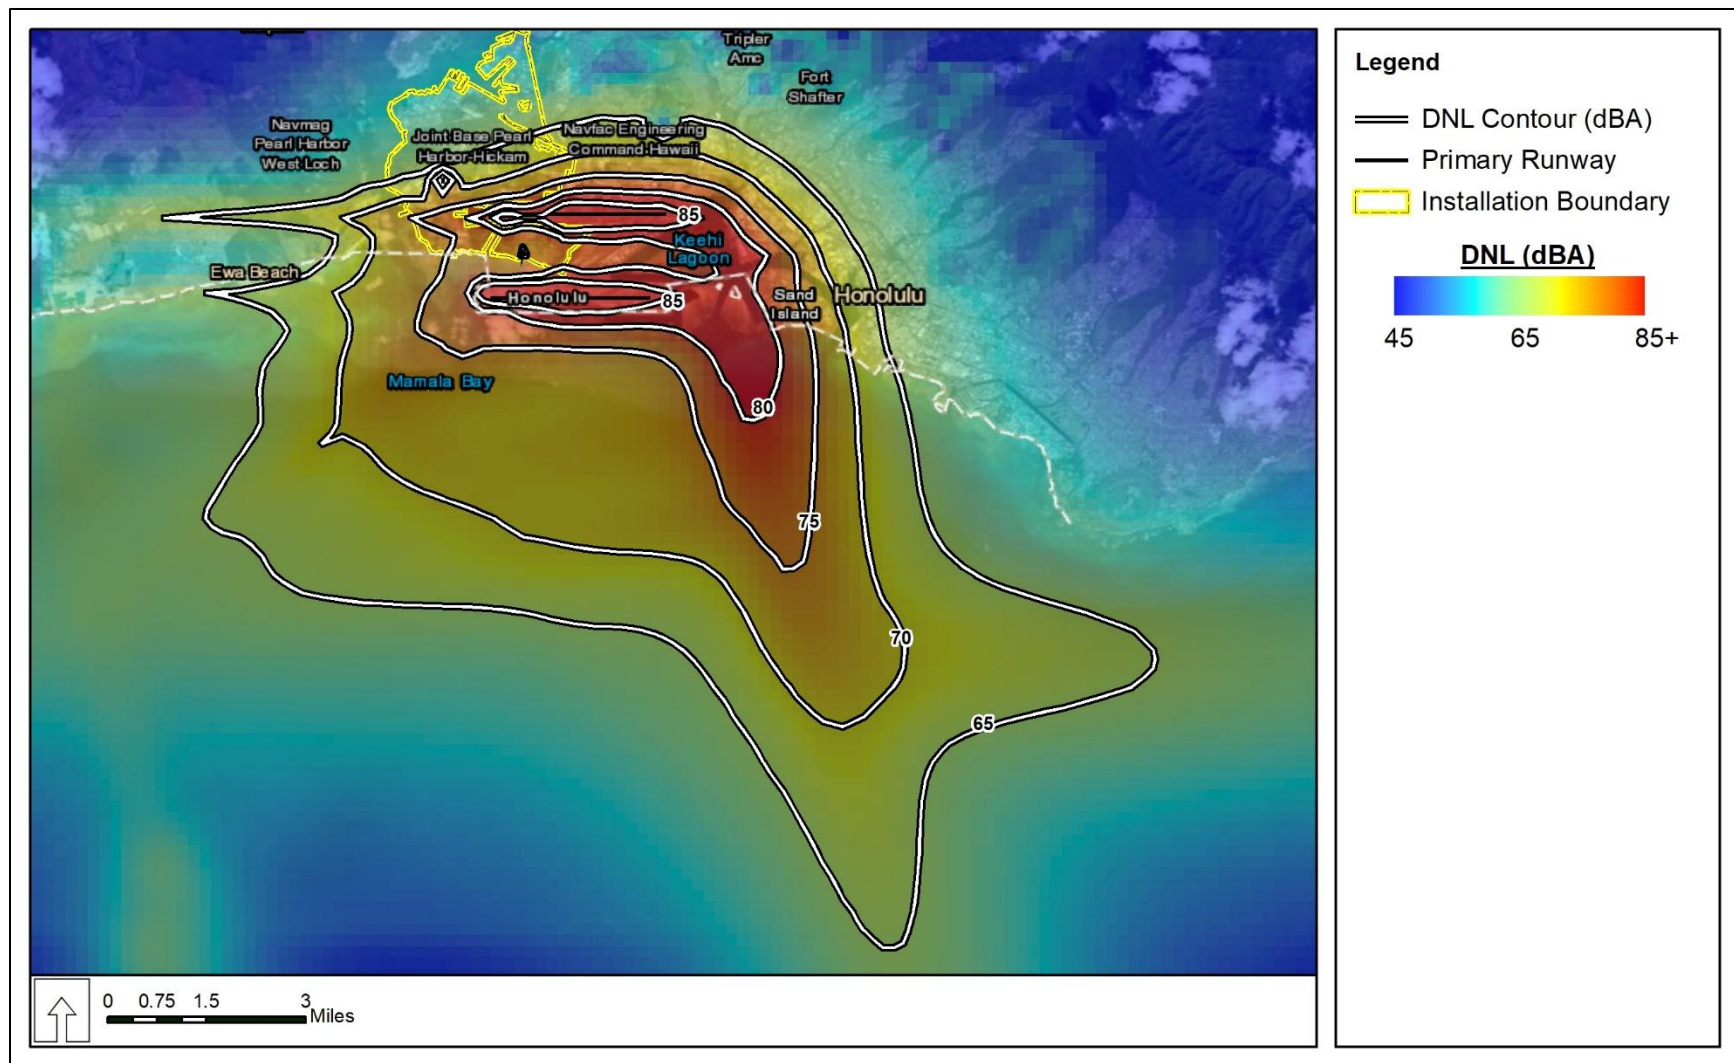 Tripler
Amc
Fort
Shafter
Navmag
Pearl Harbor
West Loch
Joint Base Pearl
Harbor-Hickam
Navfac Engineering
Command Hawaii
85
Keehi
Lagoon
Ewa Beach
Honolulu
85
Sand
Island
Honolulu
Mamala Bay
80
75
70
65
0 0.75 1.5 3
Miles
Legend
DNL Contour (dBA)
Primary Runway
Installation Boundary
DNL (dBA)
45 65 85+